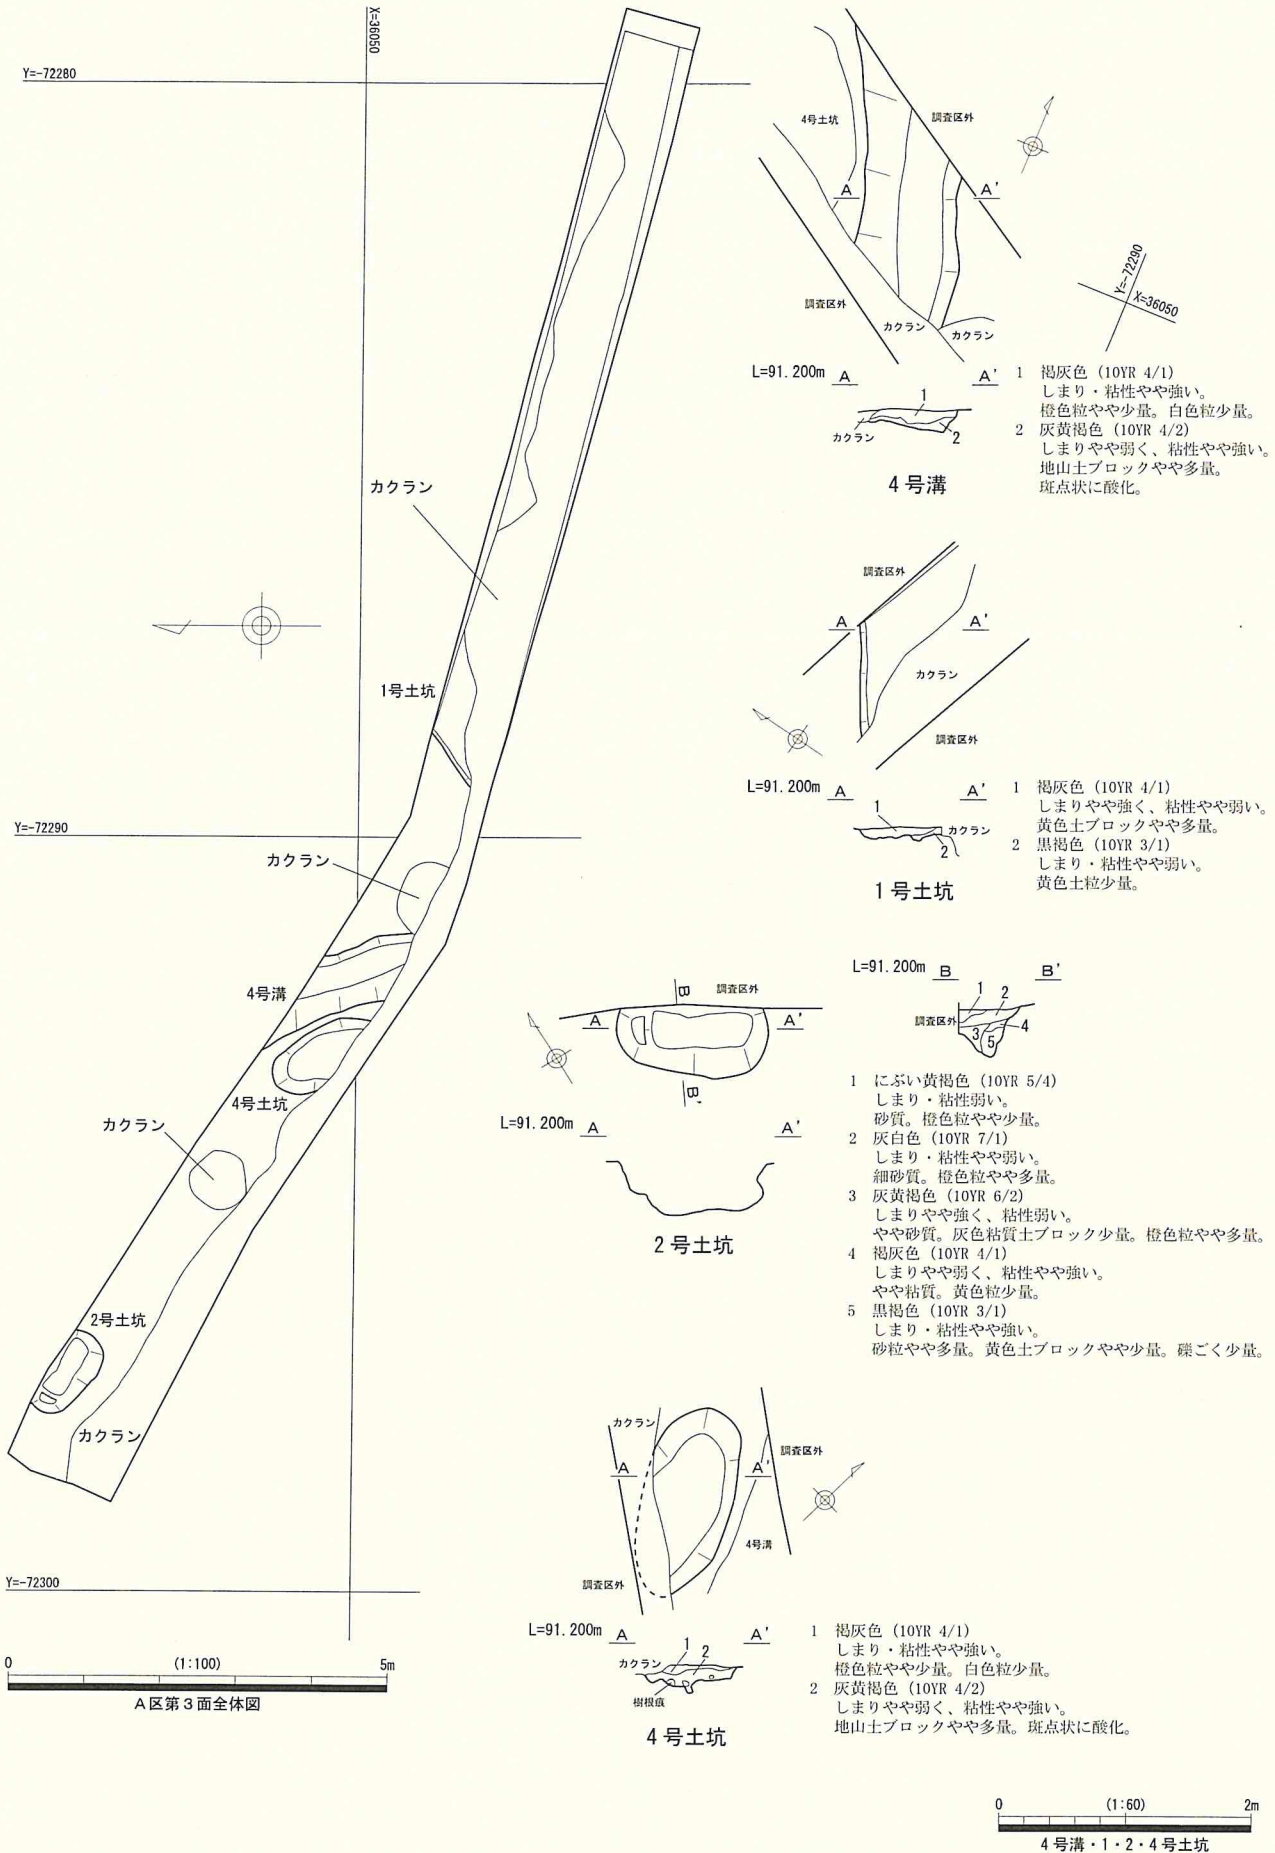 X=36050
Y=-72280
カクラン
1号土坑
Y=-72290
カクラン
4号溝
4号土坑
カクラン
2号土坑
カクラン
Y=-72300
0 (1:100) 5m
A区第3面全体図
4号土坑
調査区外
A A'
調査区外
カクラン
カクラン
Y=-72290
X=36050
L=91.200m A A'
1
カクラン
2
4号溝
1 褐灰色 (10YR 4/1)
しまり・粘性やや強い。
橙色粒やや少量。白色粒少量。
2 灰黄褐色 (10YR 4/2)
しまりやや弱く、粘性やや強い。
地山土ブロックやや多量。
斑点状に酸化。
調査区外
A A'
カクラン
調査区外
L=91.200m A A'
1
カクラン
2
1号土坑
1 褐灰色 (10YR 4/1)
しまりやや強く、粘性やや弱い。
黄色土ブロックやや多量。
2 黒褐色 (10YR 3/1)
しまり・粘性やや弱い。
黄色土粒少量。
B 調査区外
A A'
B'
L=91.200m A A'
2号土坑
L=91.200m B B'
1 2
調査区外
3 4
5
1 にぶい黄褐色 (10YR 5/4)
しまり・粘性弱い。
砂質。橙色粒やや少量。
2 灰白色 (10YR 7/1)
しまり・粘性やや弱い。
細砂質。橙色粒やや多量。
3 灰黄褐色 (10YR 6/2)
しまりやや強く、粘性弱い。
やや砂質。灰色粘質土ブロック少量。橙色粒やや多量。
4 褐灰色 (10YR 4/1)
しまりやや弱く、粘性やや強い。
やや粘質。黄色粒少量。
5 黒褐色 (10YR 3/1)
しまり・粘性やや強い。
砂粒やや多量。黄色土ブロックやや少量。礫ごく少量。
カクラン
調査区外
A A'
4号溝
調査区外
L=91.200m A A'
1 2
カクラン
樹根痕
4号土坑
1 褐灰色 (10YR 4/1)
しまり・粘性やや強い。
橙色粒やや少量。白色粒少量。
2 灰黄褐色 (10YR 4/2)
しまりやや弱く、粘性やや強い。
地山土ブロックやや多量。斑点状に酸化。
0 (1:60) 2m
4号溝・1・2・4号土坑